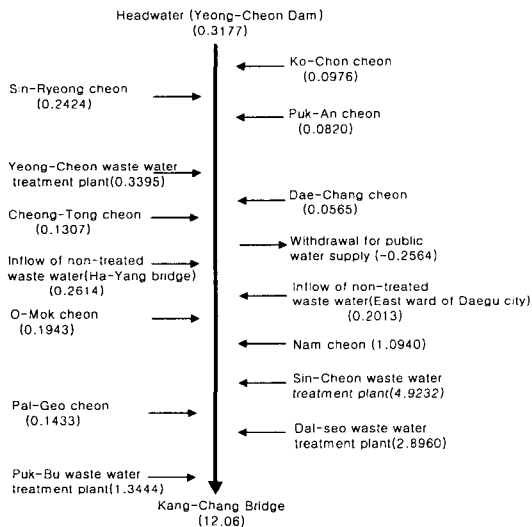 Headwater (Yeong-Cheon Dam)
(0.3177)
Ko-Chon cheon
(0.0976)
Sin-Ryeong cheon
(0.2424)
Puk-An cheon
(0.0820)
Yeong-Cheon waste water
treatment plant(0.3395)
Dae-Chang cheon
(0.0565)
Cheong-Tong cheon
(0.1307)
Withdrawal for public
water supply (-0.2564)
Inflow of non-treated
waste water(Ha-Yang bridge)
(0.2614)
Inflow of non-treated
waste water(East ward of Daegu city)
(0.2013)
O-Mok cheon
(0.1943)
Nam cheon (1.0940)
Sin-Cheon waste water
treatment plant(4.9232)
Pal-Geo cheon
(0.1433)
Dal-seo waste water
treatment plant(2.8960)
Puk-Bu waste water
treatment plant(1.3444)
Kang-Chang Bridge
(12.06)